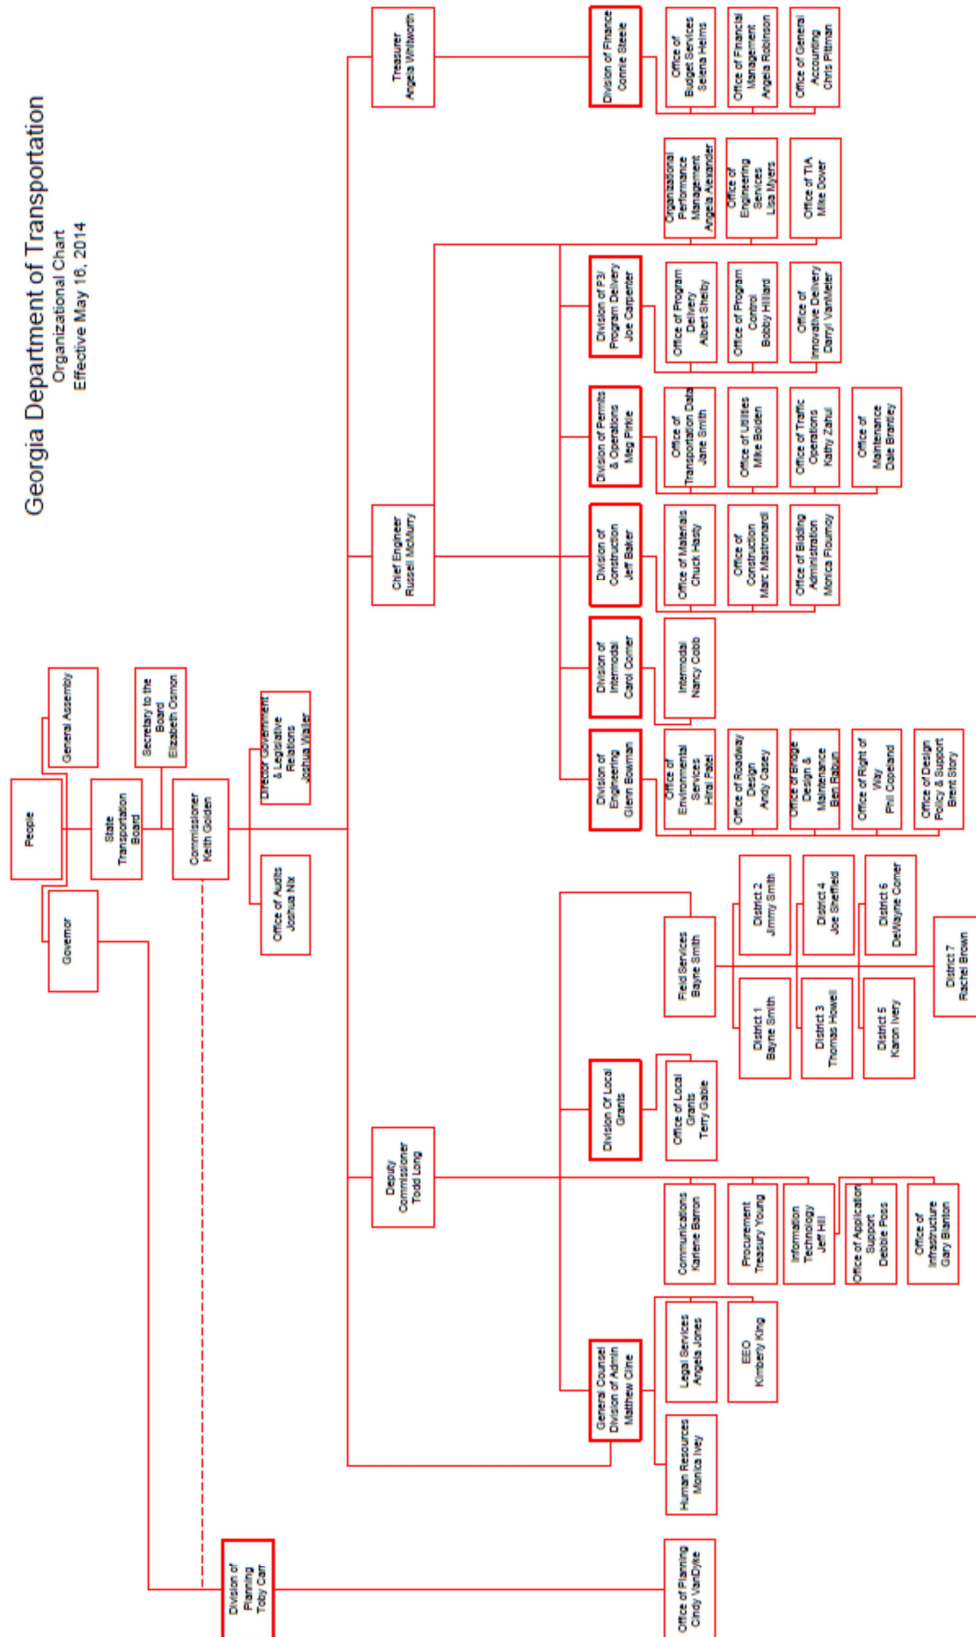 Georgia Department of Transportation
Organizational Chart
Effective May 16, 2014
People
Governor
General Assembly
State
Transportation
Board
Secretary to the
Board
Elizabeth Osmon
Commissioner
Keith Golden
Office of Audits
Joshua Nix
Director Government
& Legislative
Relations
Joshua Waller
Division of
Planning
Toby Carr
Office of Planning
Cindy VanDyke
Deputy
Commissioner
Todd Long
Chief Engineer
Russell McMurry
Treasurer
Angela Whitworth
General Counsel
Division of Admin
Matthew Cline
Human Resources
Monica Ivey
Legal Services
Angela Jones
EEO
Kimberly King
Communications
Karlene Barron
Procurement
Treasury Young
Information
Technology
Jeff Hill
Office of Application
Support
Debbie Poss
Office of
Infrastructure
Gary Blanton
Division Of Local
Grants
Office of Local
Grants
Terry Gable
Field Services
Bayne Smith
District 1
Bayne Smith
District 2
Jimmy Smith
District 3
Thomas Howell
District 4
Joe Sheffield
District 5
Karon Ivery
District 6
DeWayne Comer
District 7
Rachel Brown
Division of
Engineering
Glenn Bowman
Office of
Environmental
Services
Hiral Patel
Office of Roadway
Design
Andy Casey
Office of Bridge
Design &
Maintenance
Ben Rabun
Office of Right of
Way
Phil Copeland
Office of Design
Policy & Support
Brent Story
Division of
Intermodal
Carol Comer
Intermodal
Nancy Cobb
Division of
Construction
Jeff Baker
Office of Materials
Chuck Hasty
Office of
Construction
Marc Mastronardi
Office of Bidding
Administration
Monica Flournoy
Division of Permits
& Operations
Meg Pirkle
Office of
Transportation Data
Jane Smith
Office of Utilities
Mike Bolden
Office of Traffic
Operations
Kathy Zahul
Office of
Maintenance
Dale Brantley
Division of P3/
Program Delivery
Joe Carpenter
Office of Program
Delivery
Albert Shelby
Office of Program
Control
Bobby Hilliard
Office of
Innovative Delivery
Darryl VanMeter
Organizational
Performance
Management
Angela Alexander
Office of
Engineering
Services
Lisa Myers
Office of TIA
Mike Dover
Division of Finance
Connie Steele
Office of
Budget Services
Selena Helms
Office of Financial
Management
Angela Robinson
Office of General
Accounting
Chris Pittman